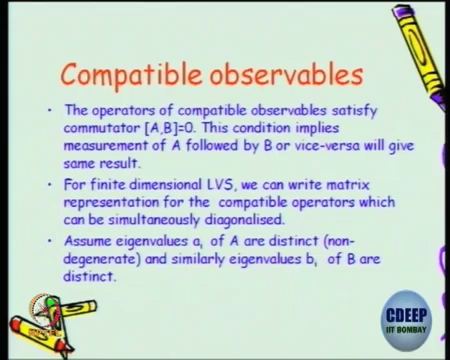 Compatible observables
• The operators of compatible observables satisfy
commutator [A,B]=0. This condition implies
measurement of A followed by B or vice-versa will give
same result.
• For finite dimensional LVS, we can write matrix
representation for the compatible operators which
can be simultaneously diagonalised.
• Assume eigenvalues aᵢ of A are distinct (non-
degenerate) and similarly eigenvalues bᵢ of B are
distinct.
CDEEP
IIT BOMBAY